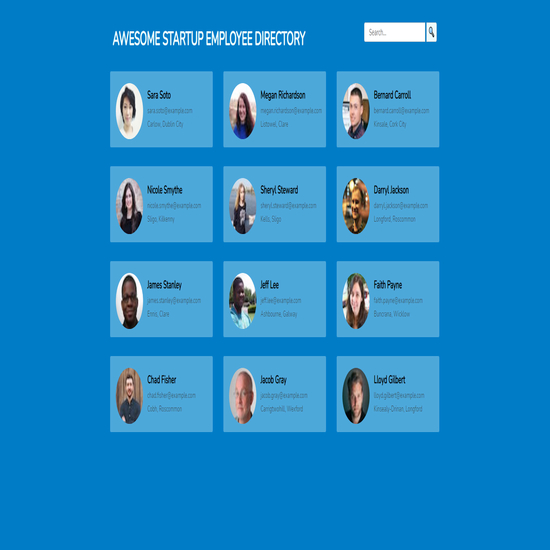 AWESOME STARTUP EMPLOYEE DIRECTORY
Search...
Sara Soto
sara.soto@example.com
Carlow, Dublin City
Megan Richardson
megan.richardson@example.com
Lottowel, Clare
Bernard Carroll
bernard.carroll@example.com
Kinsale, Cork City
Nicole Smythe
nicole.smythe@example.com
Sligo, Kilkenny
Sheryl Steward
sheryl.steward@example.com
Kells, Sligo
Darryl Jackson
darryl.jackson@example.com
Longford, Roscommon
James Stanley
james.stanley@example.com
Ennis, Clare
Jeff Lee
jeff.lee@example.com
Ashbourne, Galway
Faith Payne
faith.payne@example.com
Buncrana, Wicklow
Chad Fisher
chad.fisher@example.com
Cobh, Roscommon
Jacob Gray
jacob.gray@example.com
Carrigtwohill, Wexford
Lloyd Gilbert
lloyd.gilbert@example.com
Kinsealy-Drinan, Longford